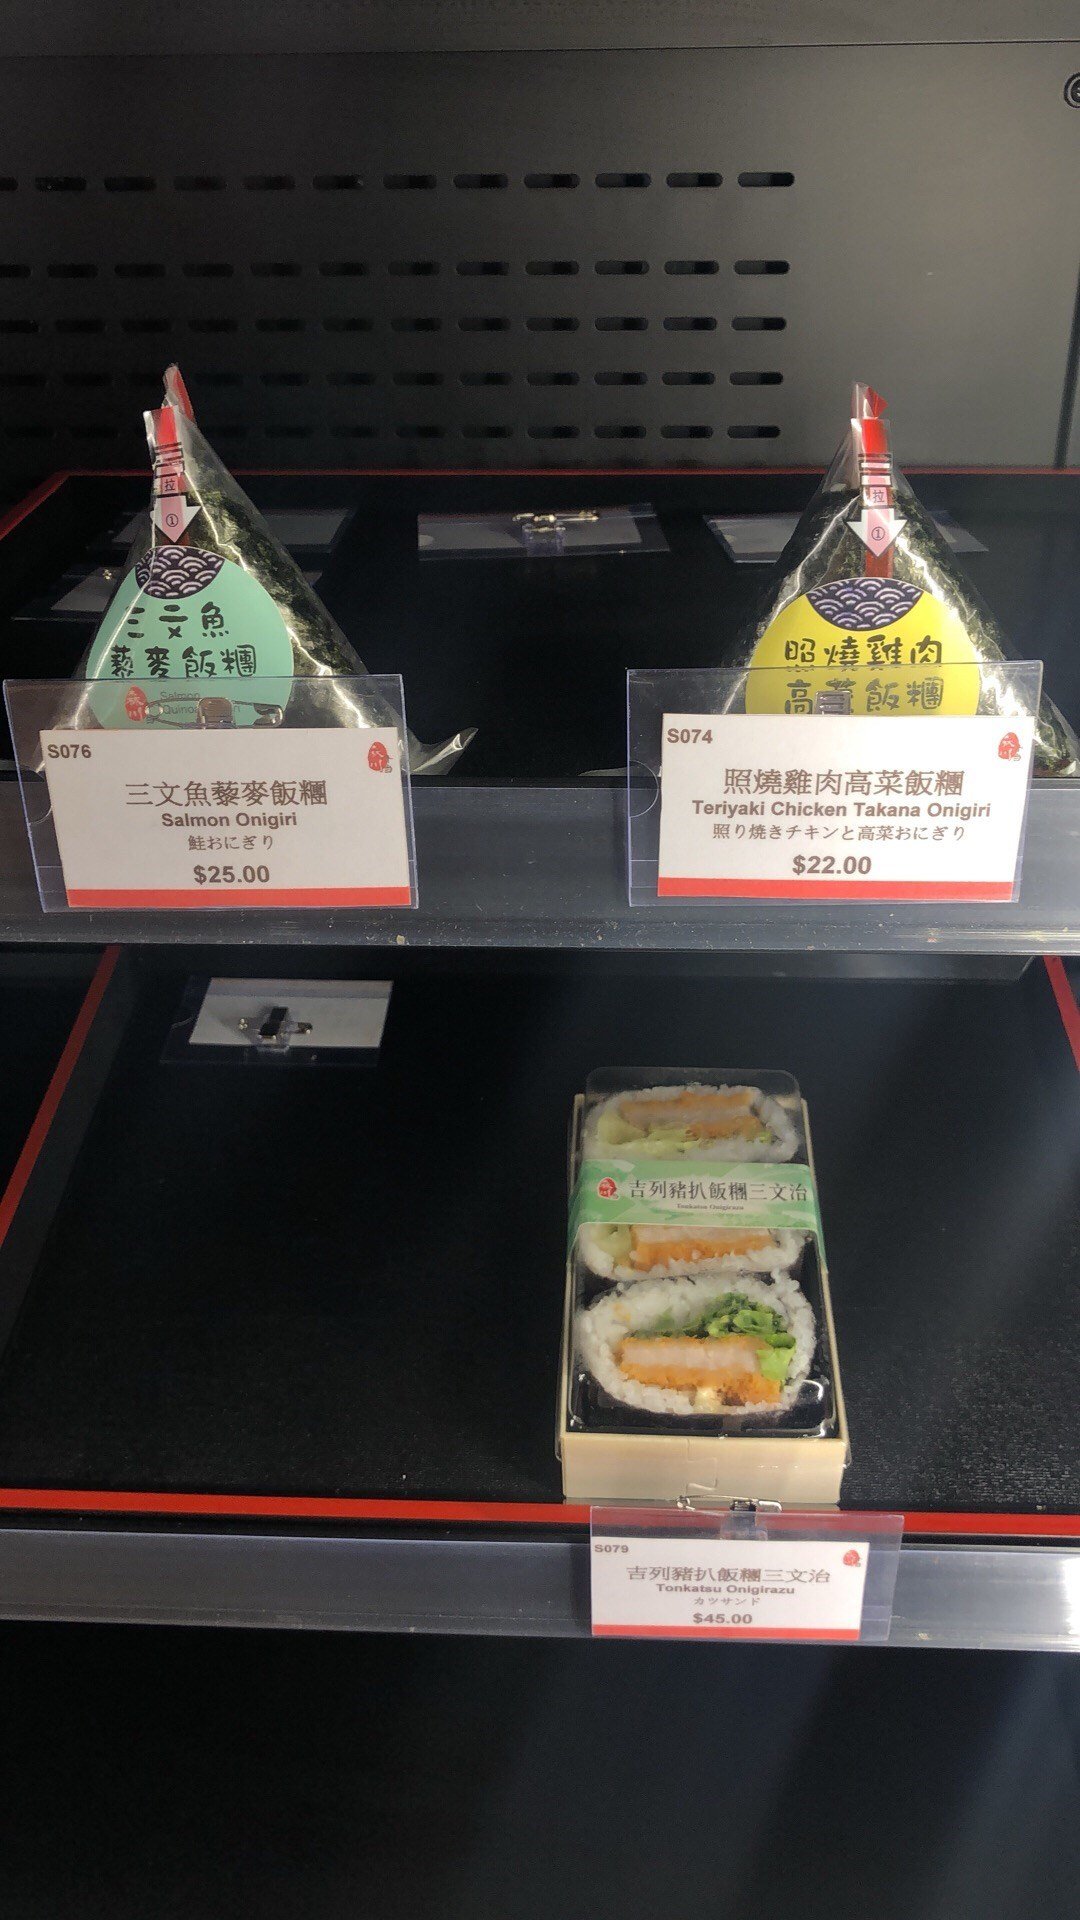 拉
①
三文魚
藜麥飯糰
Salmon
S076
三文魚藜麥飯糰
Salmon Onigiri
鮭おにぎり
$25.00
拉
①
照燒雞肉
高菜飯糰
S074
照燒雞肉高菜飯糰
Teriyaki Chicken Takana Onigiri
照り焼きチキンと高菜おにぎり
$22.00
吉列豬扒飯糰三文治
Tonkatsu Onigirazu
S079
吉列豬扒飯糰三文治
Tonkatsu Onigirazu
カツサンド
$45.00